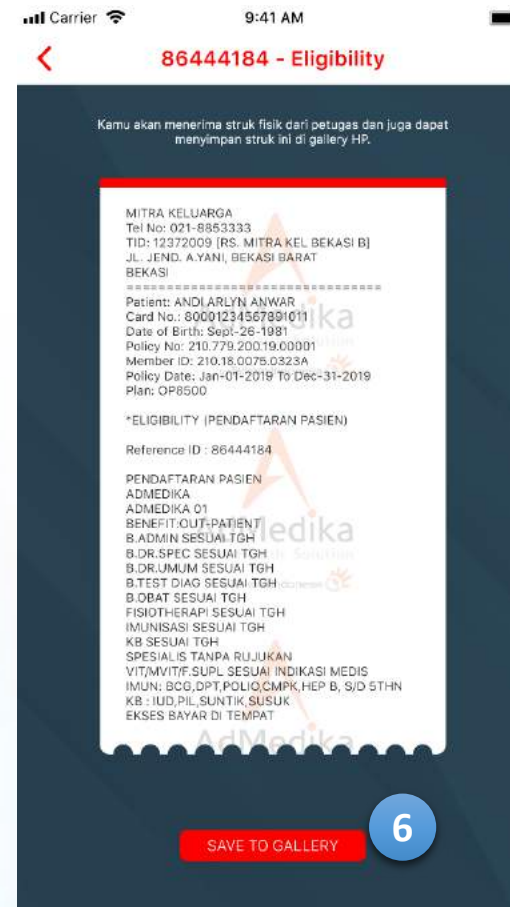 Carrier 9:41 AM
86444184 - Eligibility
Kamu akan menerima struk fisik dari petugas dan juga dapat
menyimpan struk ini di gallery HP.
MITRA KELUARGA
Tel No: 021-8853333
TID: 12372009 [RS. MITRA KEL BEKASI B]
JL. JEND. A.YANI, BEKASI BARAT
BEKASI
================================
Patient: ANDI ARLYN ANWAR
Card No.: 80001234567891011
Date of Birth: Sept-26-1981
Policy No: 210.779.200.19.00001
Member ID: 210.18.0075.0323A
Policy Date: Jan-01-2019 To Dec-31-2019
Plan: OP8500
*ELIGIBILITY (PENDAFTARAN PASIEN)
Reference ID : 86444184
PENDAFTARAN PASIEN
ADMEDIKA
ADMEDIKA 01
BENEFIT:OUT-PATIENT
B.ADMIN SESUAI TGH
B.DR.SPEC SESUAI TGH
B.DR.UMUM SESUAI TGH
B.TEST DIAG SESUAI TGH
B.OBAT SESUAI TGH
FISIOTHERAPI SESUAI TGH
IMUNISASI SESUAI TGH
KB SESUAI TGH
SPESIALIS TANPA RUJUKAN
VIT/MVIT/F.SUPL SESUAI INDIKASI MEDIS
IMUN: BCG,DPT,POLIO,CMPK,HEP B, S/D 5THN
KB : IUD,PIL,SUNTIK,SUSUK
EKSES BAYAR DI TEMPAT
AdMedika
AdMedika
AdMedika
SAVE TO GALLERY
6